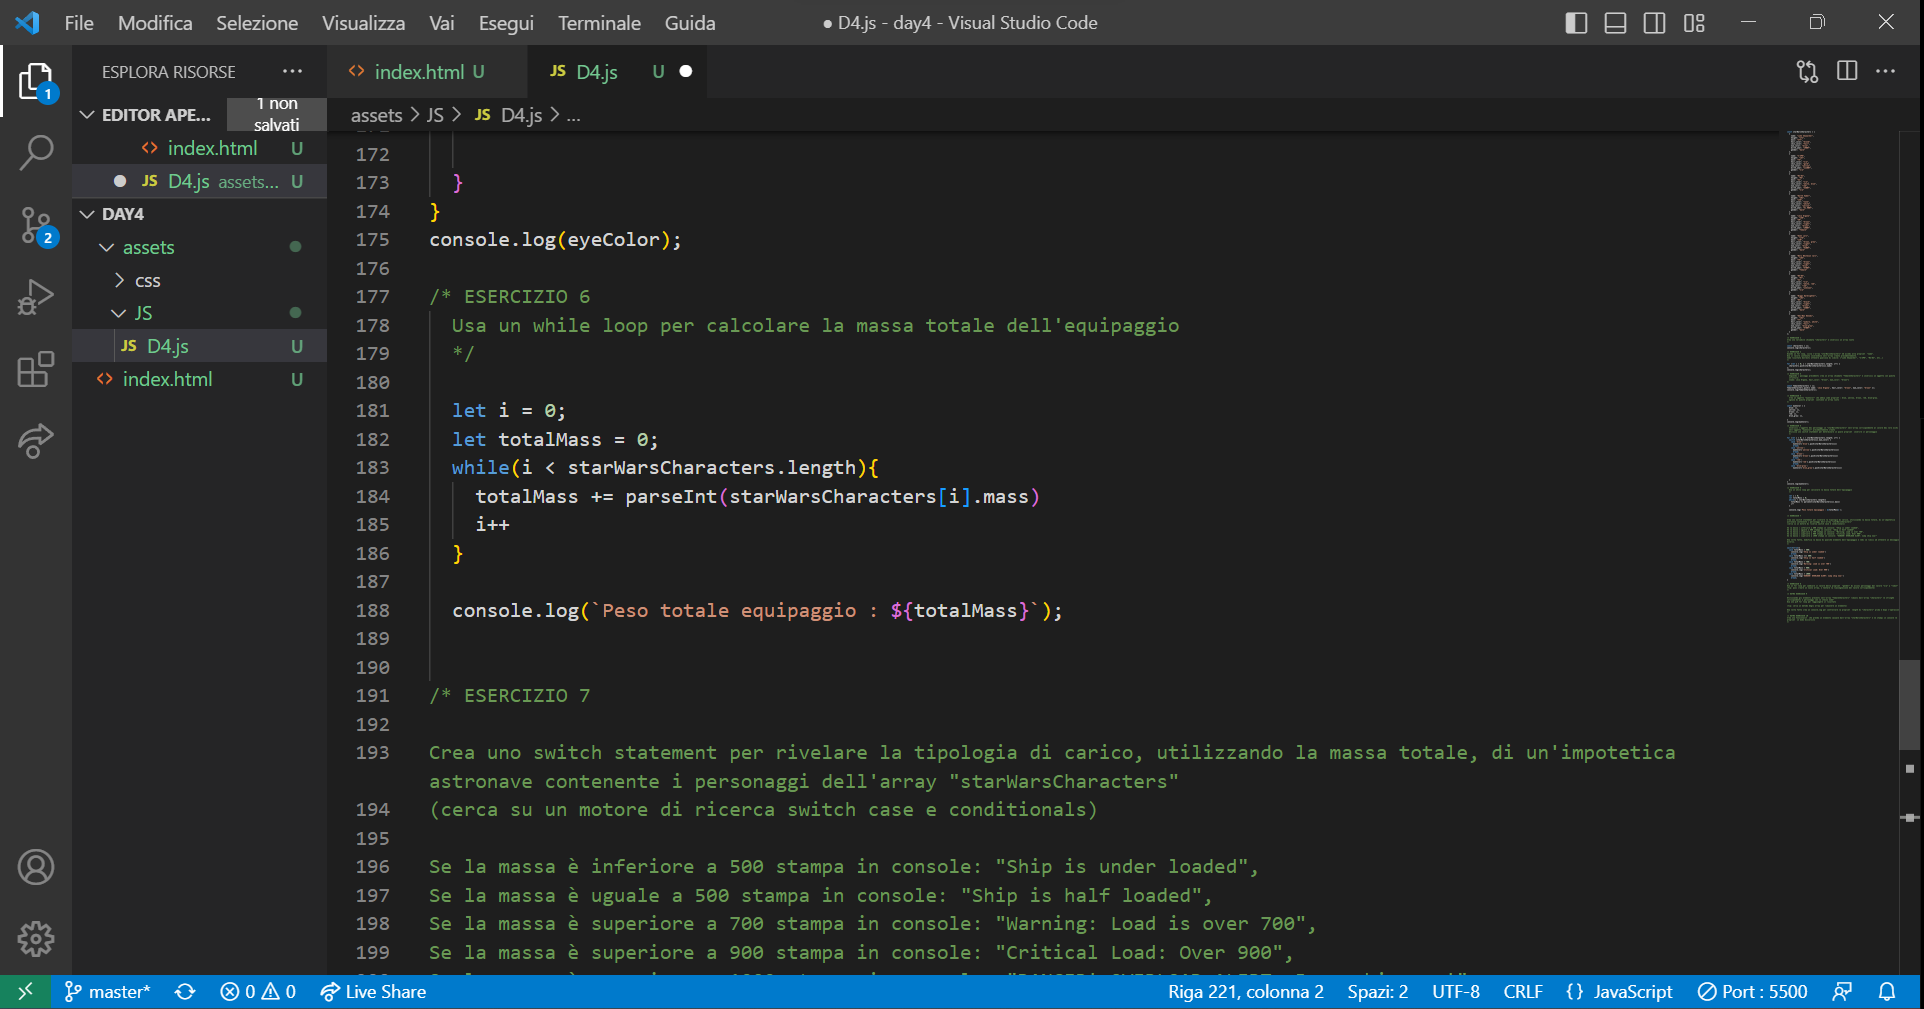 File Modifica Selezione Visualizza Vai Esegui Terminale Guida ● D4.js - day4 - Visual Studio Code
ESPLORA RISORSE ···
index.html U
JS D4.js U ●
1
EDITOR APE...
1 non salvati
assets > JS > JS D4.js > ...
<> index.html U
● JS D4.js assets... U
DAY4
2
assets
css
JS
JS D4.js U
<> index.html U
172
173 }
174 }
175 console.log(eyeColor);
176
177 /* ESERCIZIO 6
178 Usa un while loop per calcolare la massa totale dell'equipaggio
179 */
180
181 let i = 0;
182 let totalMass = 0;
183 while(i < starWarsCharacters.length){
184 totalMass += parseInt(starWarsCharacters[i].mass)
185 i++
186 }
187
188 console.log(`Peso totale equipaggio : ${totalMass}`);
189
190
191 /* ESERCIZIO 7
192
193 Crea uno switch statement per rivelare la tipologia di carico, utilizzando la massa totale, di un'impotetica
astronave contenente i personaggi dell'array "starWarsCharacters"
194 (cerca su un motore di ricerca switch case e conditionals)
195
196 Se la massa è inferiore a 500 stampa in console: "Ship is under loaded",
197 Se la massa è uguale a 500 stampa in console: "Ship is half loaded",
198 Se la massa è superiore a 700 stampa in console: "Warning: Load is over 700",
199 Se la massa è superiore a 900 stampa in console: "Critical Load: Over 900",
master* 0 0 Live Share Riga 221, colonna 2 Spazi: 2 UTF-8 CRLF {} JavaScript Port : 5500